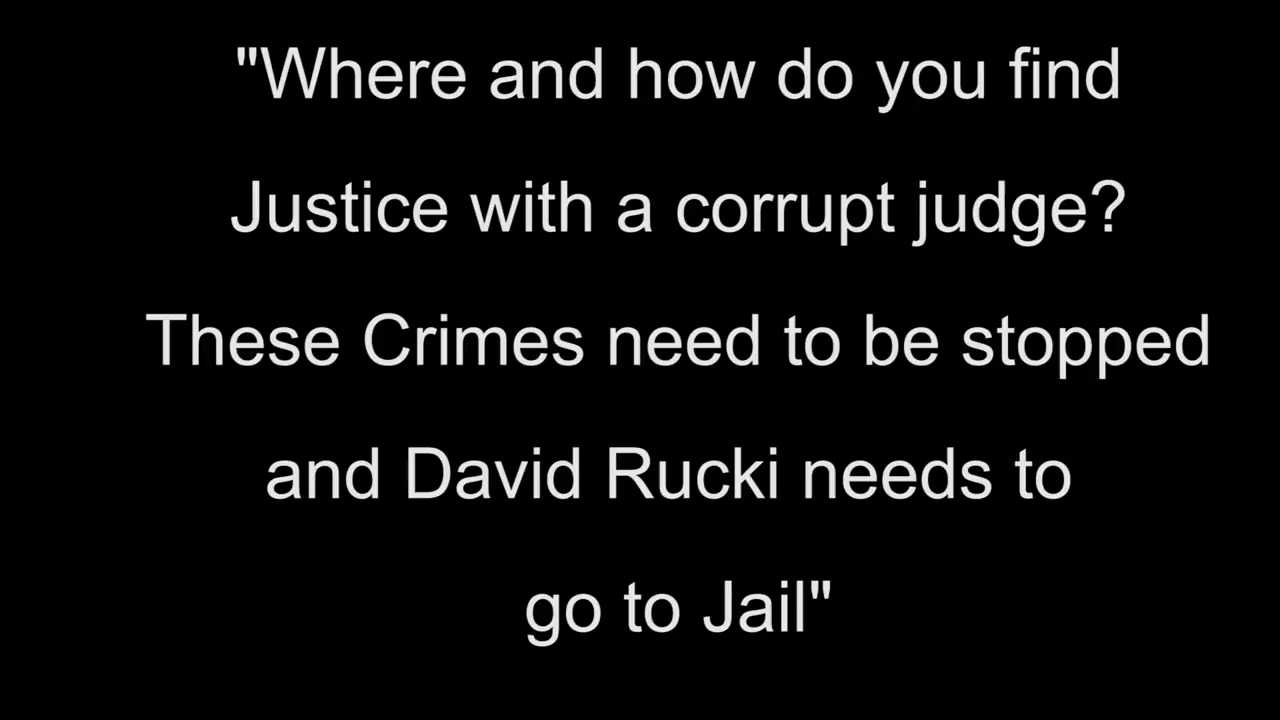 "Where and how do you find
Justice with a corrupt judge?
These Crimes need to be stopped
and David Rucki needs to
go to Jail"